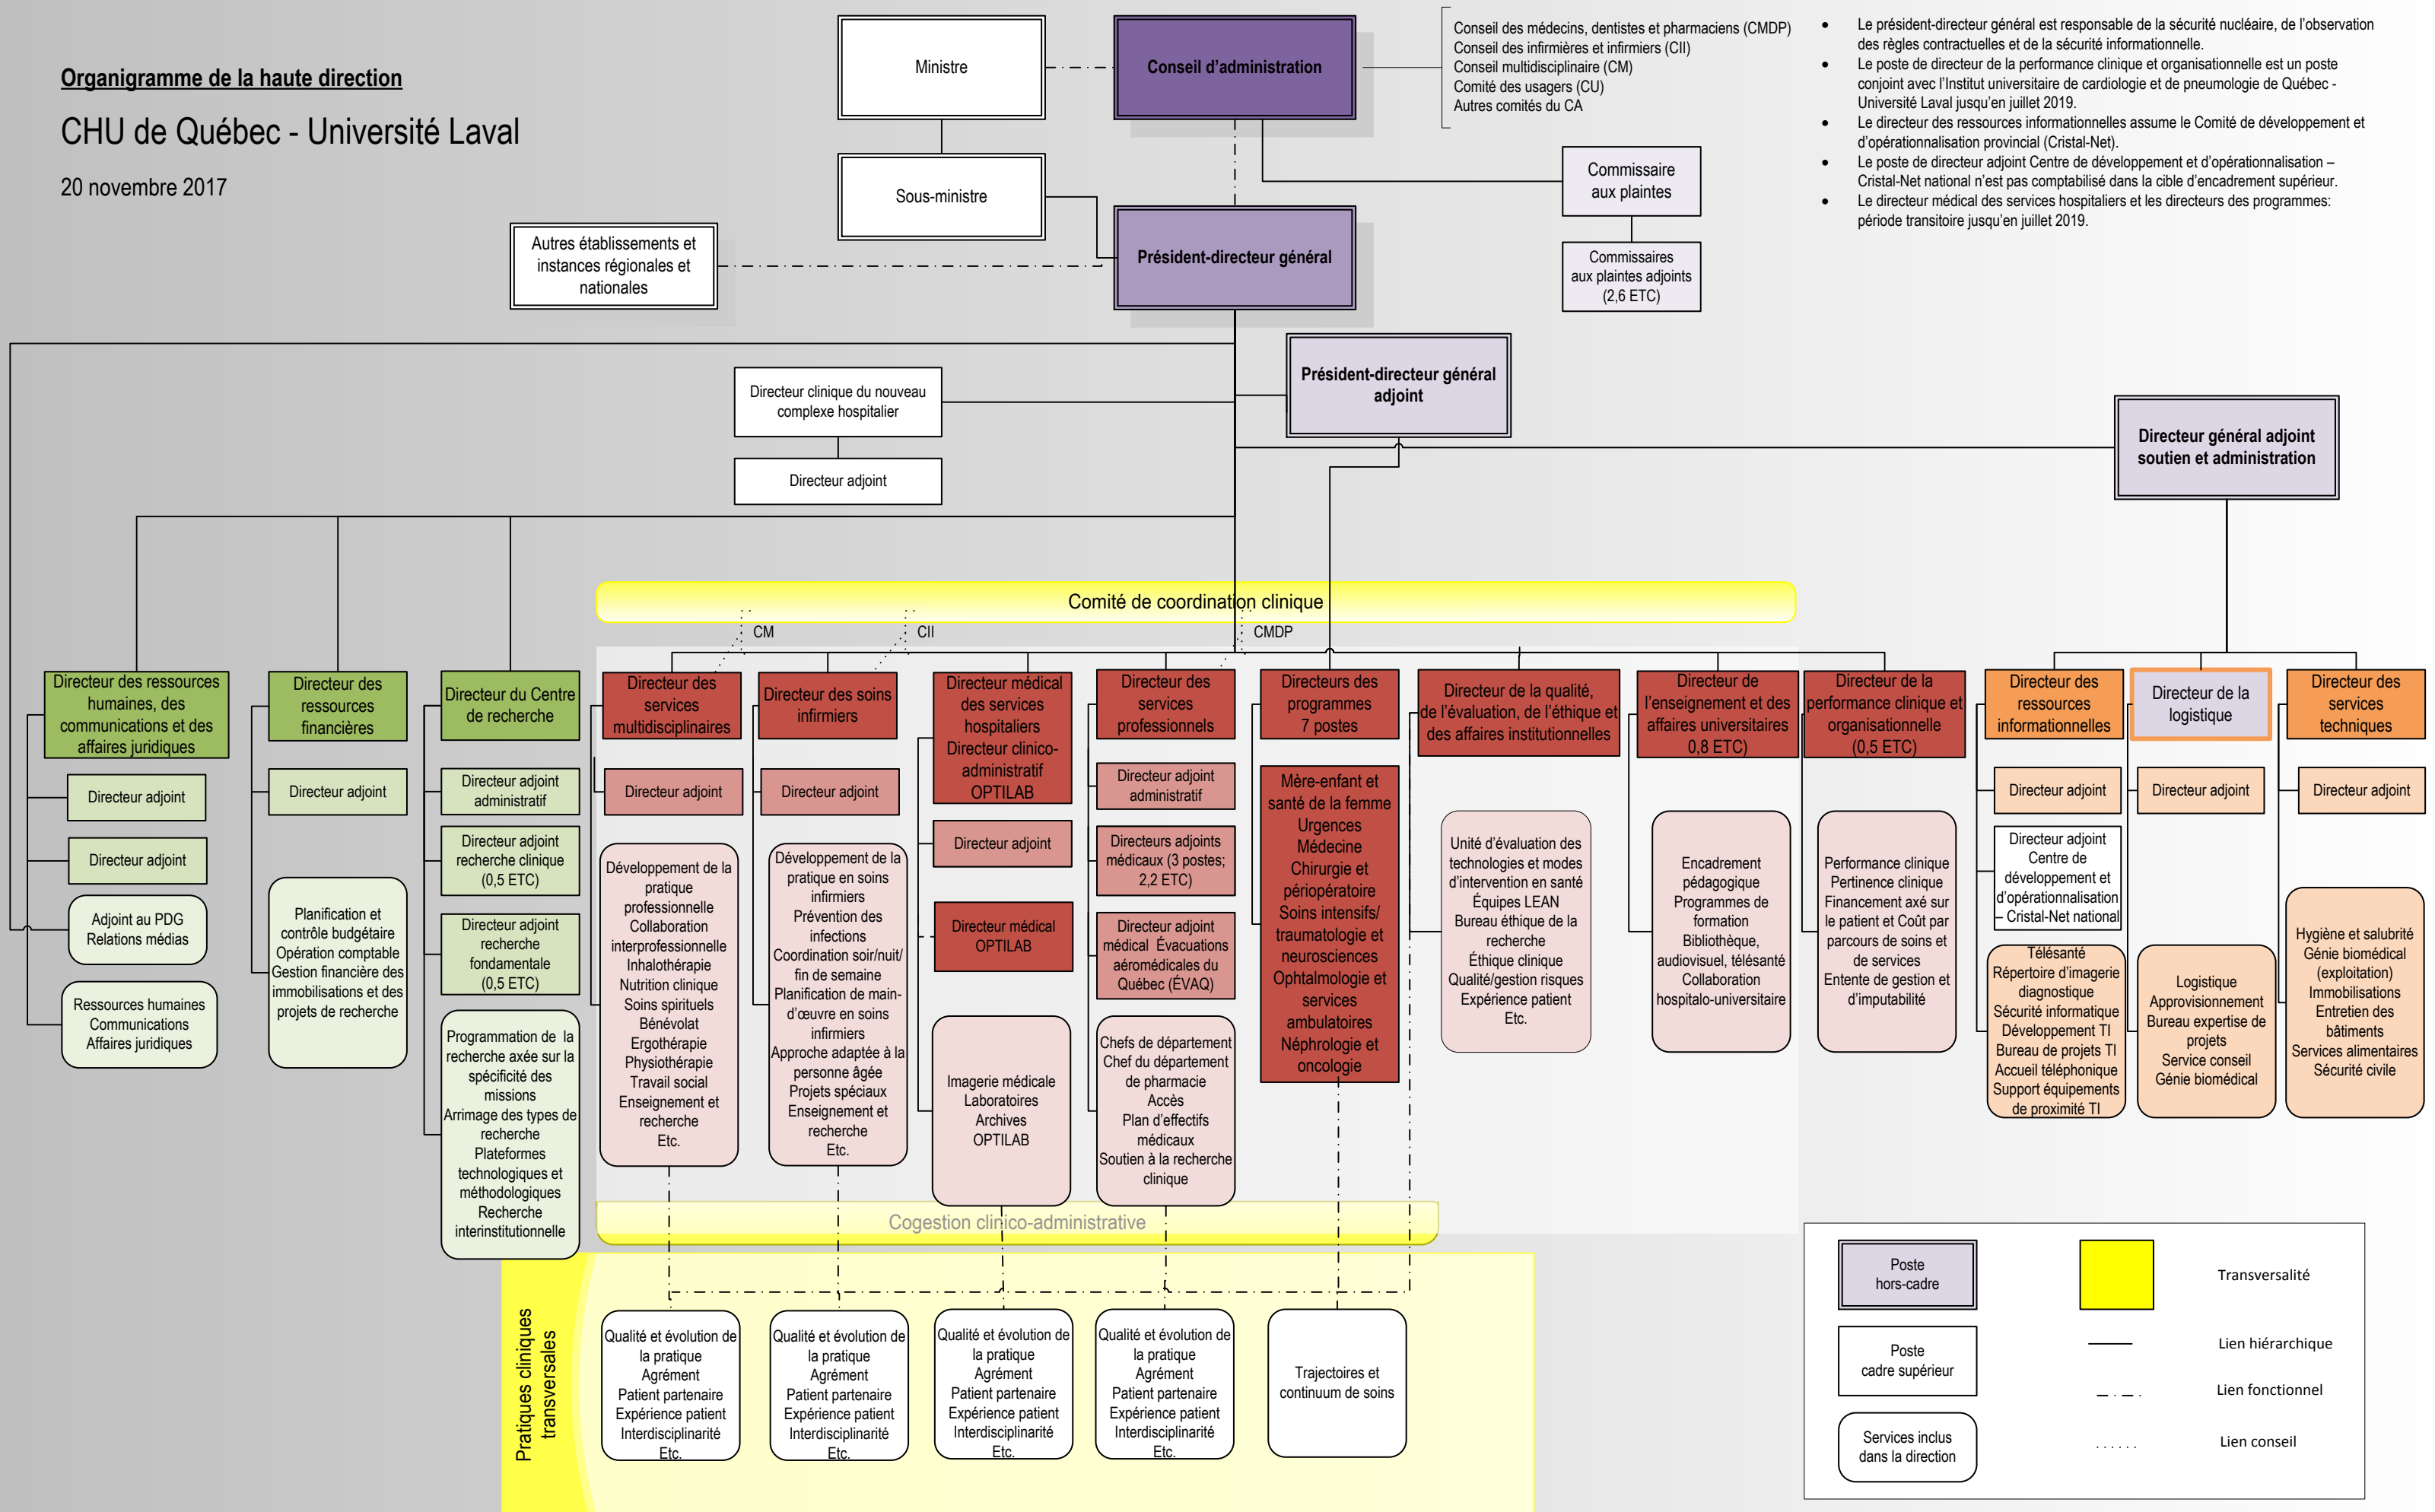 Organigramme de la haute direction
CHU de Québec - Université Laval
20 novembre 2017
Ministre
Conseil d'administration
Conseil des médecins, dentistes et pharmaciens (CMDP)
Conseil des infirmières et infirmiers (CII)
Conseil multidisciplinaire (CM)
Comité des usagers (CU)
Autres comités du CA
• Le président-directeur général est responsable de la sécurité nucléaire, de l'observation
des règles contractuelles et de la sécurité informationnelle.
• Le poste de directeur de la performance clinique et organisationnelle est un poste
conjoint avec l'Institut universitaire de cardiologie et de pneumologie de Québec -
Université Laval jusqu'en juillet 2019.
• Le directeur des ressources informationnelles assume le Comité de développement et
d'opérationnalisation provincial (Cristal-Net).
• Le poste de directeur adjoint Centre de développement et d'opérationnalisation –
Cristal-Net national n'est pas comptabilisé dans la cible d'encadrement supérieur.
• Le directeur médical des services hospitaliers et les directeurs des programmes:
période transitoire jusqu'en juillet 2019.
Sous-ministre
Commissaire
aux plaintes
Commissaires
aux plaintes adjoints
(2,6 ETC)
Autres établissements et
instances régionales et
nationales
Président-directeur général
Président-directeur général
adjoint
Directeur clinique du nouveau
complexe hospitalier
Directeur adjoint
Directeur général adjoint
soutien et administration
Comité de coordination clinique
CM
CII
CMDP
Directeur des ressources
humaines, des
communications et des
affaires juridiques
Directeur adjoint
Directeur adjoint
Adjoint au PDG
Relations médias
Ressources humaines
Communications
Affaires juridiques
Directeur des
ressources
financières
Directeur adjoint
Planification et
contrôle budgétaire
Opération comptable
Gestion financière des
immobilisations et des
projets de recherche
Directeur du Centre
de recherche
Directeur adjoint
administratif
Directeur adjoint
recherche clinique
(0,5 ETC)
Directeur adjoint
recherche
fondamentale
(0,5 ETC)
Programmation de la
recherche axée sur la
spécificité des
missions
Arrimage des types de
recherche
Plateformes
technologiques et
méthodologiques
Recherche
interinstitutionnelle
Directeur des
services
multidisciplinaires
Directeur adjoint
Développement de la
pratique
professionnelle
Collaboration
interprofessionnelle
Inhalothérapie
Nutrition clinique
Soins spirituels
Bénévolat
Ergothérapie
Physiothérapie
Travail social
Enseignement et
recherche
Etc.
Directeur des soins
infirmiers
Directeur adjoint
Développement de la
pratique en soins
infirmiers
Prévention des
infections
Coordination soir/nuit/
fin de semaine
Planification de main-
d'œuvre en soins
infirmiers
Approche adaptée à la
personne âgée
Projets spéciaux
Enseignement et
recherche
Etc.
Directeur médical
des services
hospitaliers
Directeur clinico-
administratif
OPTILAB
Directeur adjoint
Directeur médical
OPTILAB
Imagerie médicale
Laboratoires
Archives
OPTILAB
Directeur des
services
professionnels
Directeur adjoint
administratif
Directeurs adjoints
médicaux (3 postes;
2,2 ETC)
Directeur adjoint
médical Évacuations
aéromédicales du
Québec (ÉVAQ)
Chefs de département
Chef du département
de pharmacie
Accès
Plan d'effectifs
médicaux
Soutien à la recherche
clinique
Directeurs des
programmes
7 postes
Mère-enfant et
santé de la femme
Urgences
Médecine
Chirurgie et
périopératoire
Soins intensifs/
traumatologie et
neurosciences
Ophtalmologie et
services
ambulatoires
Néphrologie et
oncologie
Directeur de la qualité,
de l'évaluation, de l'éthique et
des affaires institutionnelles
Unité d'évaluation des
technologies et modes
d'intervention en santé
Équipes LEAN
Bureau éthique de la
recherche
Éthique clinique
Qualité/gestion risques
Expérience patient
Etc.
Directeur de
l'enseignement et des
affaires universitaires
0,8 ETC)
Encadrement
pédagogique
Programmes de
formation
Bibliothèque,
audiovisuel, télésanté
Collaboration
hospitalo-universitaire
Directeur de la
performance clinique et
organisationnelle
(0,5 ETC)
Performance clinique
Pertinence clinique
Financement axé sur
le patient et Coût par
parcours de soins et
de services
Entente de gestion et
d'imputabilité
Directeur des
ressources
informationnelles
Directeur adjoint
Directeur adjoint
Centre de
développement et
d'opérationnalisation
– Cristal-Net national
Télésanté
Répertoire d'imagerie
diagnostique
Sécurité informatique
Développement TI
Bureau de projets TI
Accueil téléphonique
Support équipements
de proximité TI
Directeur de la
logistique
Directeur adjoint
Logistique
Approvisionnement
Bureau expertise de
projets
Service conseil
Génie biomédical
Directeur des
services
techniques
Directeur adjoint
Hygiène et salubrité
Génie biomédical
(exploitation)
Immobilisations
Entretien des
bâtiments
Services alimentaires
Sécurité civile
Cogestion clinico-administrative
Pratiques cliniques
transversales
Qualité et évolution de
la pratique
Agrément
Patient partenaire
Expérience patient
Interdisciplinarité
Etc.
Qualité et évolution de
la pratique
Agrément
Patient partenaire
Expérience patient
Interdisciplinarité
Etc.
Qualité et évolution de
la pratique
Agrément
Patient partenaire
Expérience patient
Interdisciplinarité
Etc.
Qualité et évolution de
la pratique
Agrément
Patient partenaire
Expérience patient
Interdisciplinarité
Etc.
Trajectoires et
continuum de soins
Poste
hors-cadre
Transversalité
Poste
cadre supérieur
Lien hiérarchique
Lien fonctionnel
Services inclus
dans la direction
Lien conseil